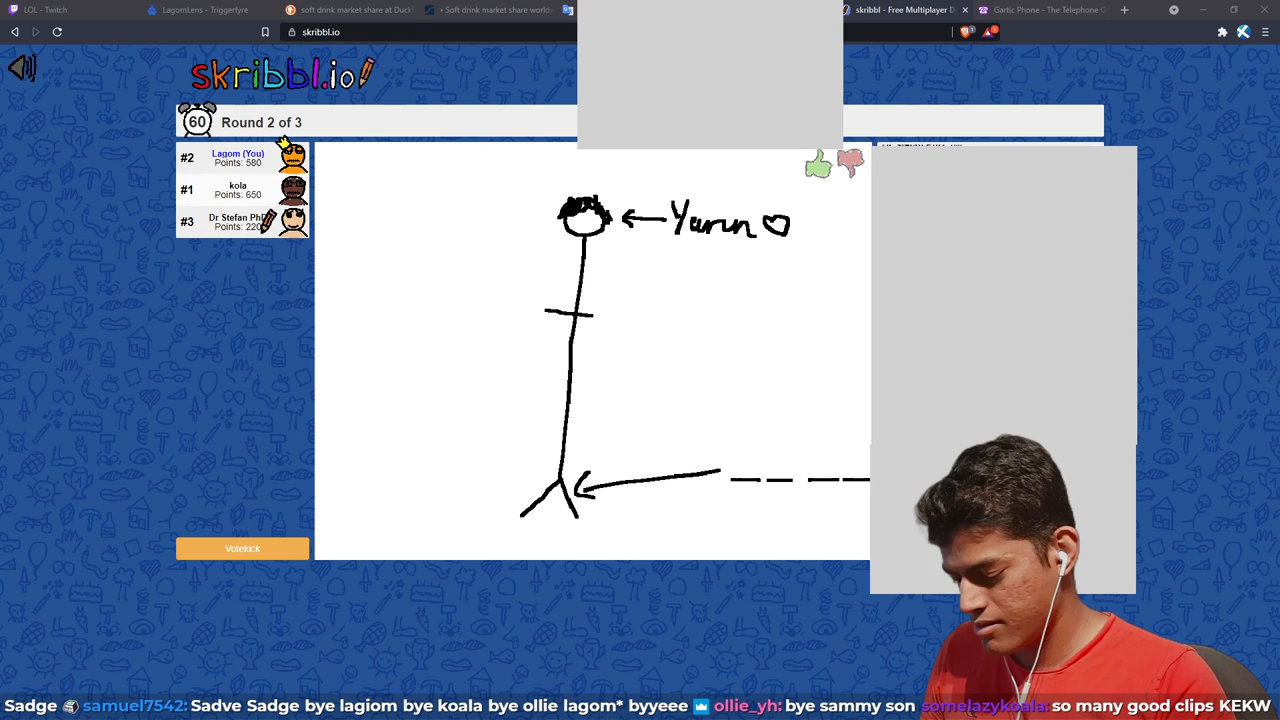 LOL - Twitch
LagomLens - Triggerfyre
soft drink market share at Duck
• Soft drink market share world
skribbl - Free Multiplayer D
Gartic Phone - The Telephone G
skribbl.io
skribbl.io
60
Round 2 of 3
#2
Lagom (You)
Points: 580
#1
kola
Points: 650
#3
Dr Stefan PhD
Points: 220
Votekick
Sadge samuel7542: Sadve Sadge bye lagiom bye koala bye ollie lagom* byyeee ollie_yh: bye sammy son somelazykoala: so many good clips KEKW